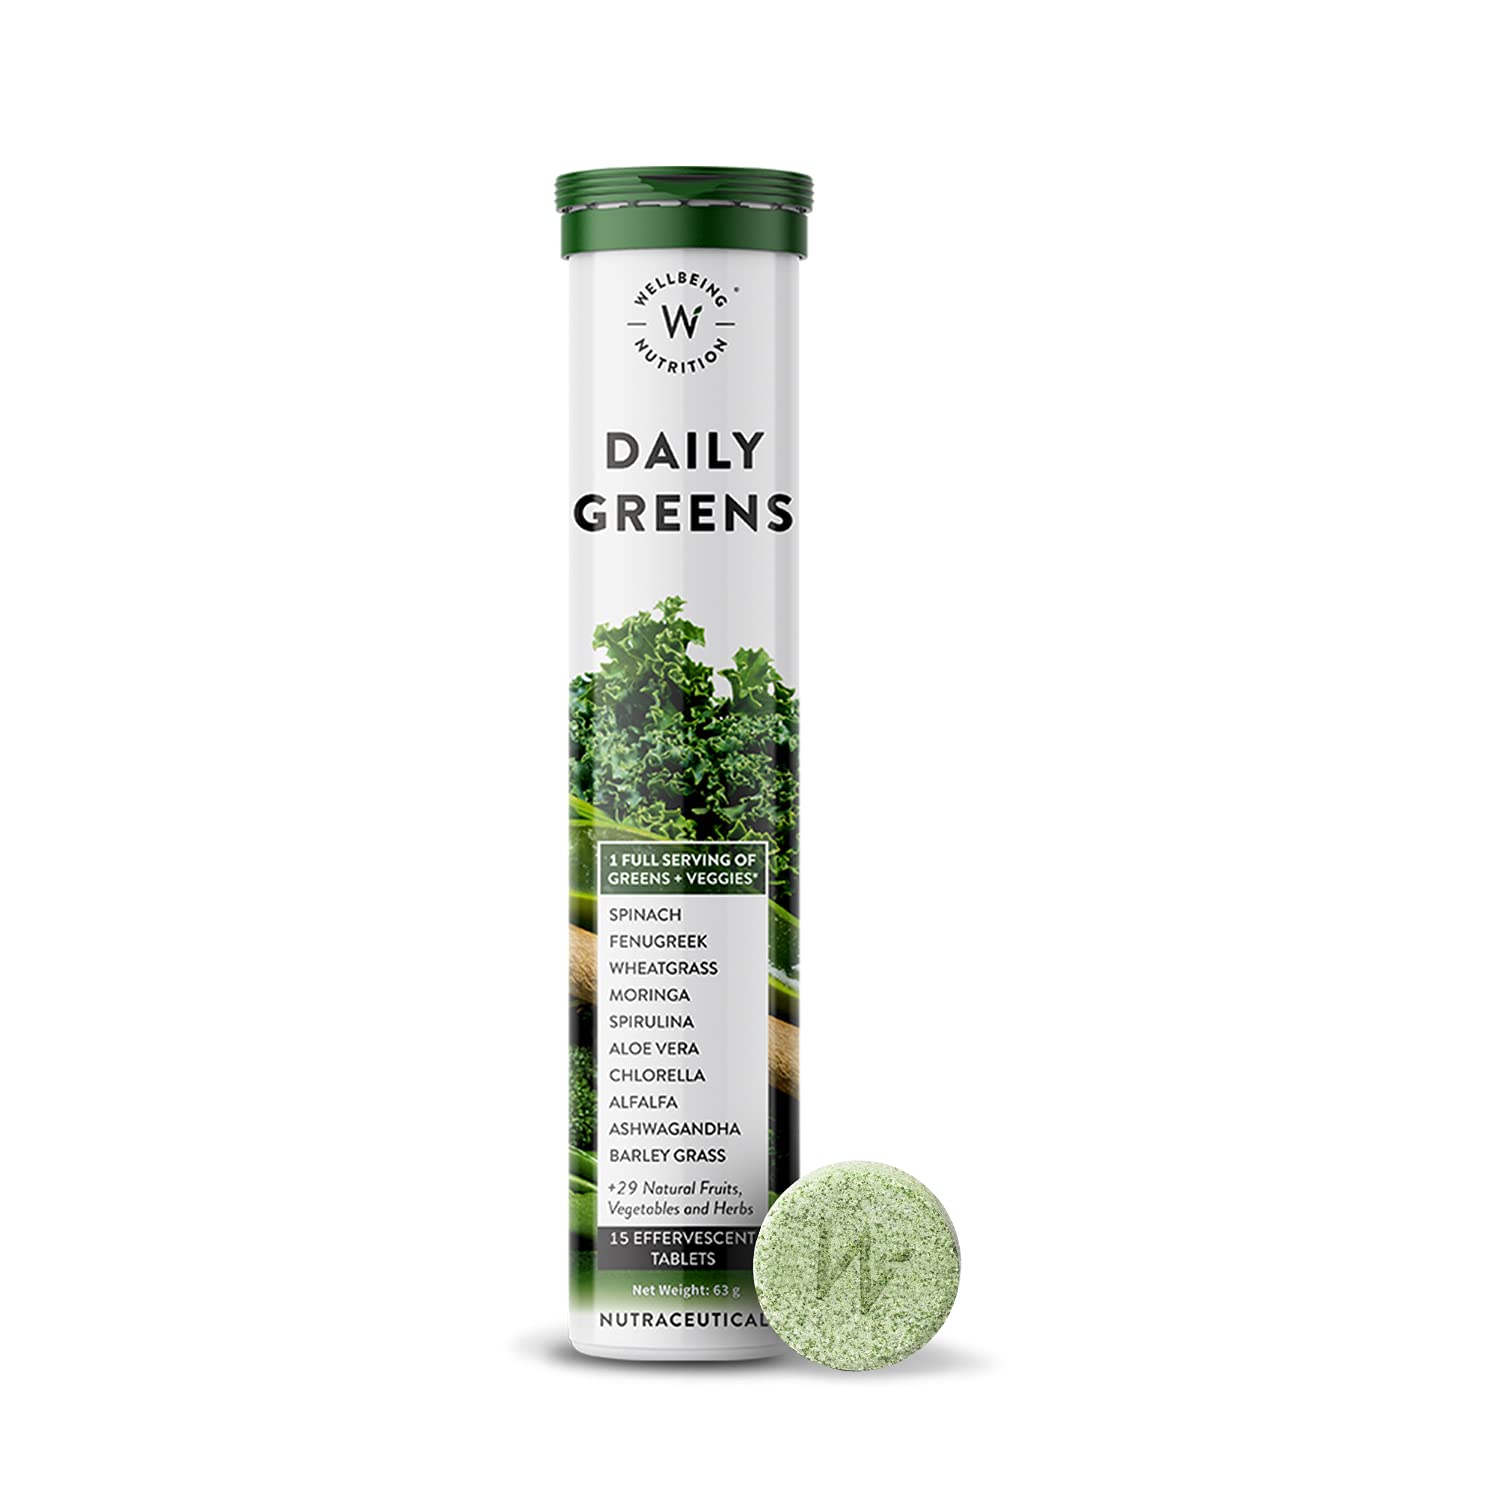 WELLBEING
W
NUTRITION
DAILY
GREENS
1 FULL SERVING OF
GREENS + VEGGIES*
SPINACH
FENUGREEK
WHEATGRASS
MORINGA
SPIRULINA
ALOE VERA
CHLORELLA
ALFALFA
ASHWAGANDHA
BARLEY GRASS
+29 Natural Fruits,
Vegetables and Herbs
15 EFFERVESCENT
TABLETS
Net Weight: 63 g
NUTRACEUTICAL